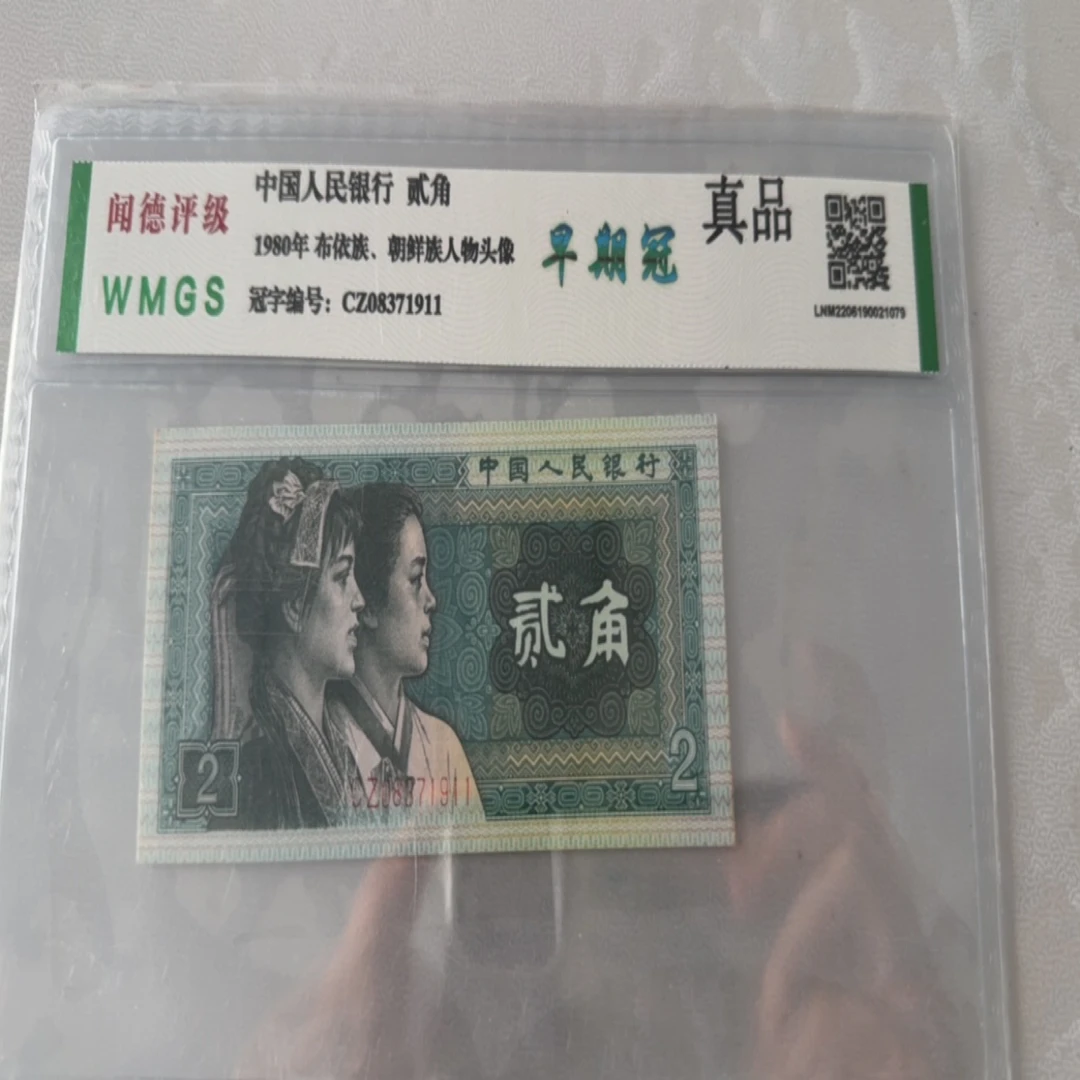 闻德评级
WMGS
中国人民银行 贰角
1980年 布依族、朝鲜族人物头像
冠字编号：CZ08371911
早期冠
真品
LNM2206190021079
中国人民银行
贰角
2
2
CZ08371911